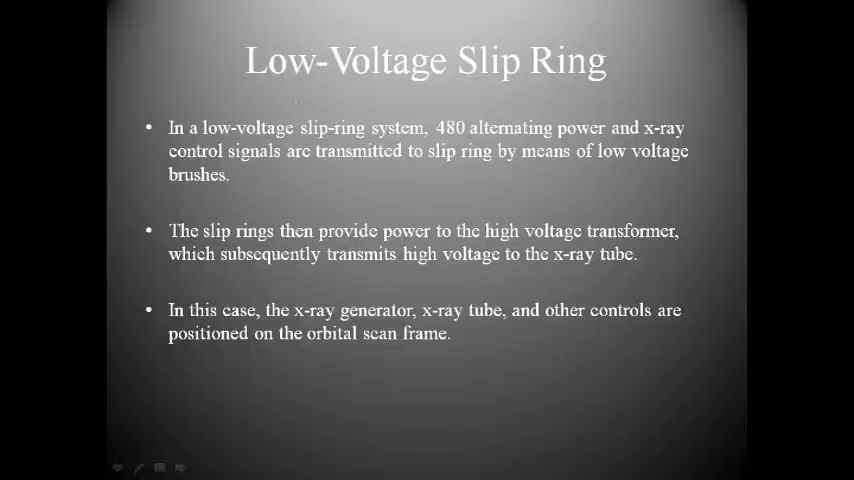 Low-Voltage Slip Ring
• In a low-voltage slip-ring system, 480 alternating power and x-ray
control signals are transmitted to slip ring by means of low voltage
brushes.
• The slip rings then provide power to the high voltage transformer,
which subsequently transmits high voltage to the x-ray tube.
• In this case, the x-ray generator, x-ray tube, and other controls are
positioned on the orbital scan frame.